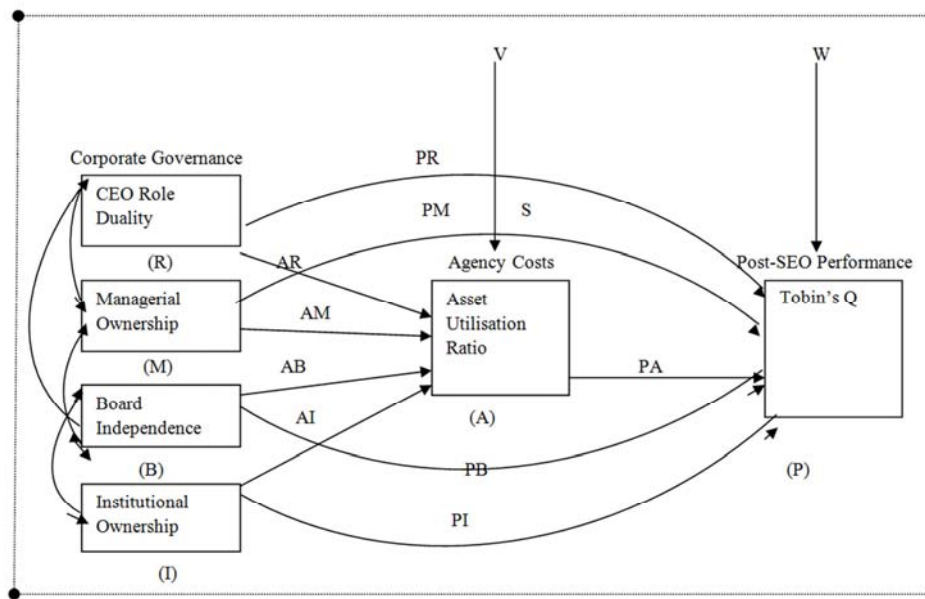 V
W
Corporate Governance
PR
CEO Role
Duality
PM
S
(R)
AR
Agency Costs
Post-SEO Performance
Managerial
Ownership
AM
Asset
Utilisation
Ratio
Tobin's Q
(M)
AB
PA
Board
Independence
AI
(A)
(B)
PB
(P)
Institutional
Ownership
PI
(I)